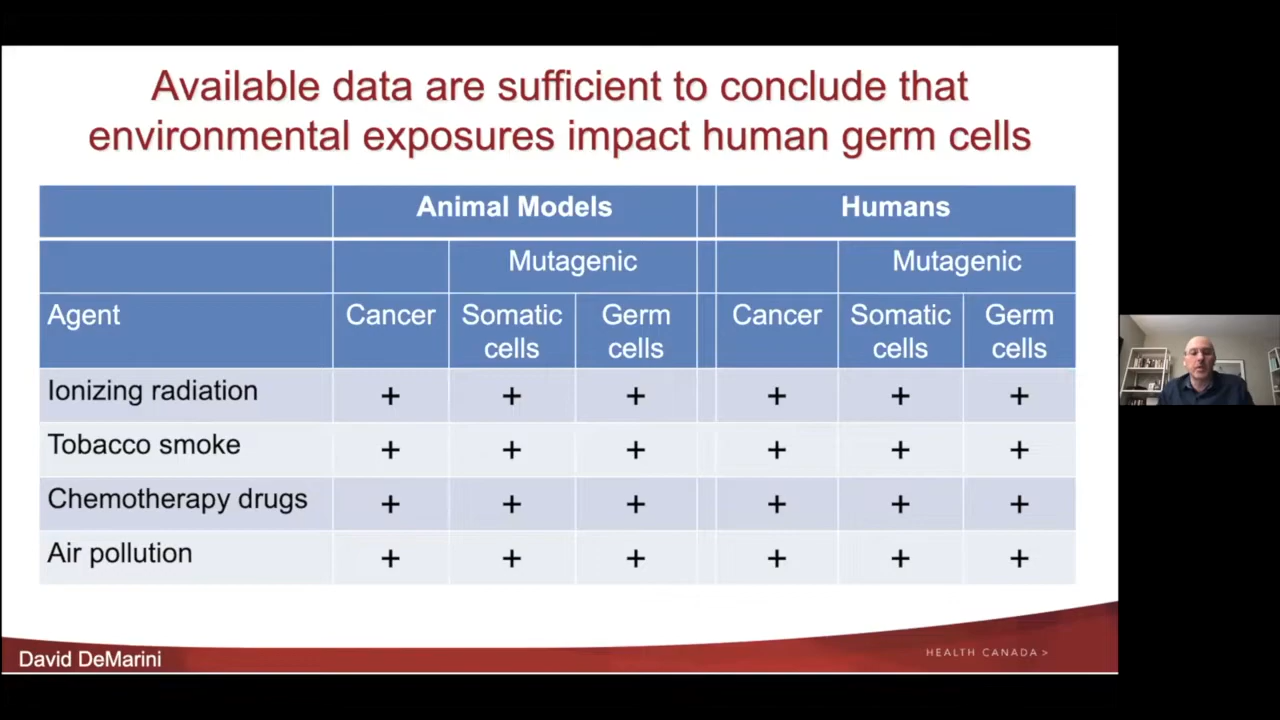 Available data are sufficient to conclude that
environmental exposures impact human germ cells
Animal Models Humans
Mutagenic Mutagenic
Agent Cancer Somatic cells Germ cells Cancer Somatic cells Germ cells
Ionizing radiation + + + + + +
Tobacco smoke + + + + + +
Chemotherapy drugs + + + + + +
Air pollution + + + + + +
David DeMarini
HEALTH CANADA >